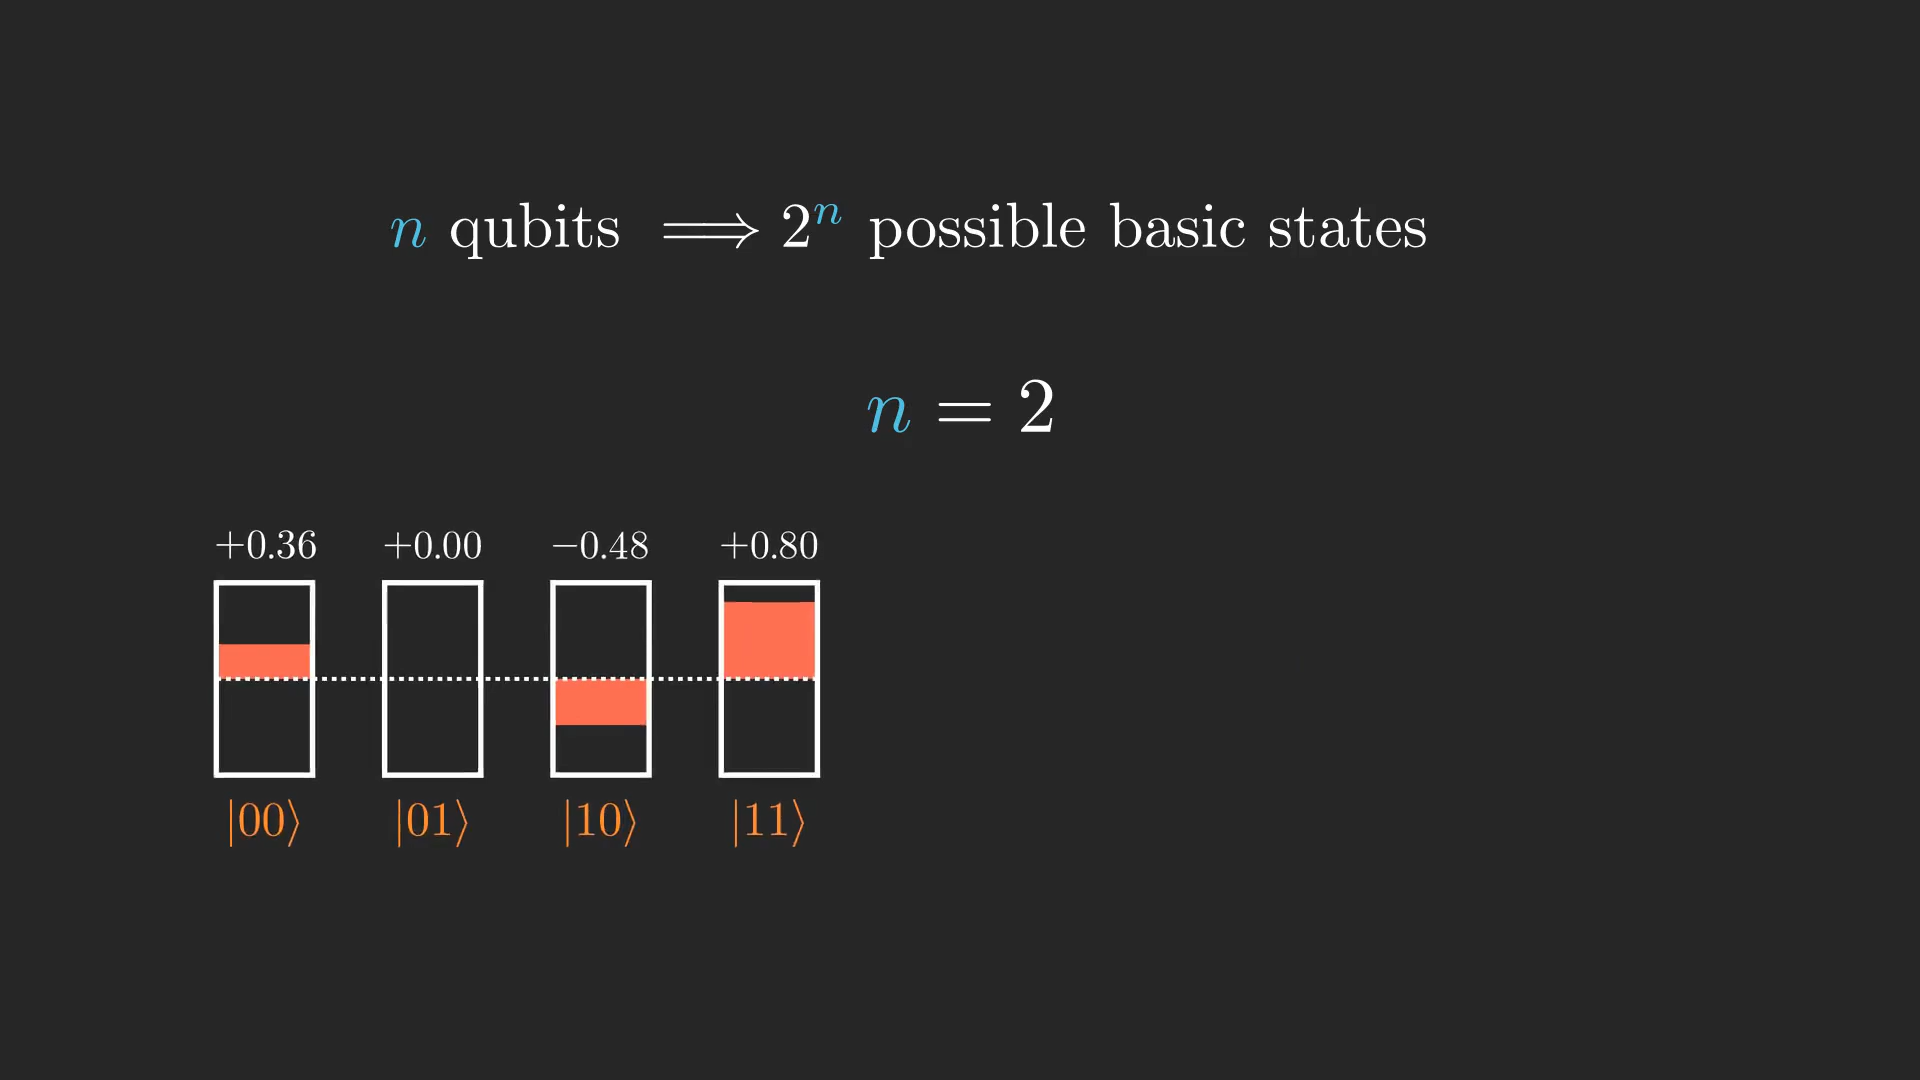 n qubits ⟹ 2ⁿ possible basic states
n = 2
+0.36 +0.00 −0.48 +0.80
|00⟩ |01⟩ |10⟩ |11⟩